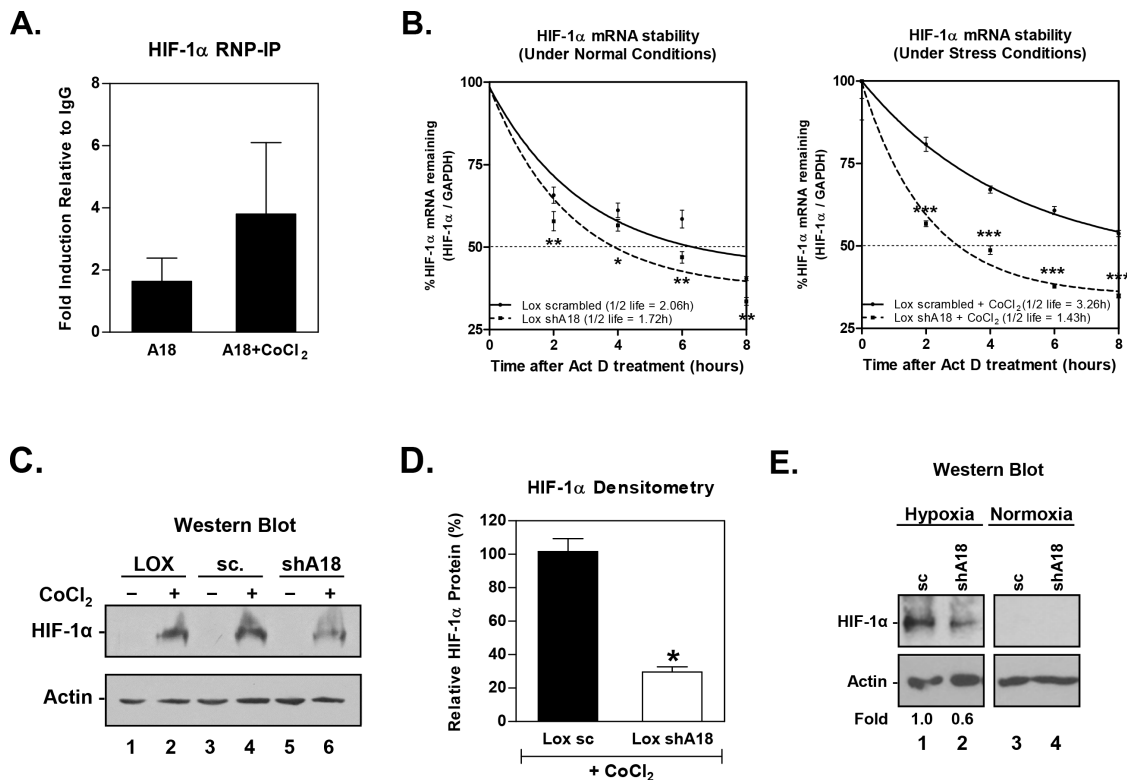 A.
HIF-1α RNP-IP
Fold Induction Relative to IgG
8
6
4
2
0
A18
A18+CoCl2
B.
HIF-1α mRNA stability
(Under Normal Conditions)
%HIF-1α mRNA remaining
(HIF-1α / GAPDH)
100
75
50
25
** * ** **
Lox scrambled (1/2 life = 2.06h)
Lox shA18 (1/2 life = 1.72h)
0 2 4 6 8
Time after Act D treatment (hours)
HIF-1α mRNA stability
(Under Stress Conditions)
%HIF-1α mRNA remaining
(HIF-1α / GAPDH)
100
75
50
25
*** *** *** ***
Lox scrambled + CoCl2 (1/2 life = 3.26h)
Lox shA18 + CoCl2 (1/2 life = 1.43h)
0 2 4 6 8
Time after Act D treatment (hours)
C.
Western Blot
LOX sc. shA18
CoCl2 – + – + – +
HIF-1α -
Actin -
1 2 3 4 5 6
D.
HIF-1α Densitometry
Relative HIF-1α Protein (%)
120
100
80
60
40
20
0
*
Lox sc Lox shA18
+ CoCl2
E.
Western Blot
Hypoxia Normoxia
sc shA18 sc shA18
HIF-1α -
Actin -
Fold 1.0 0.6
1 2 3 4